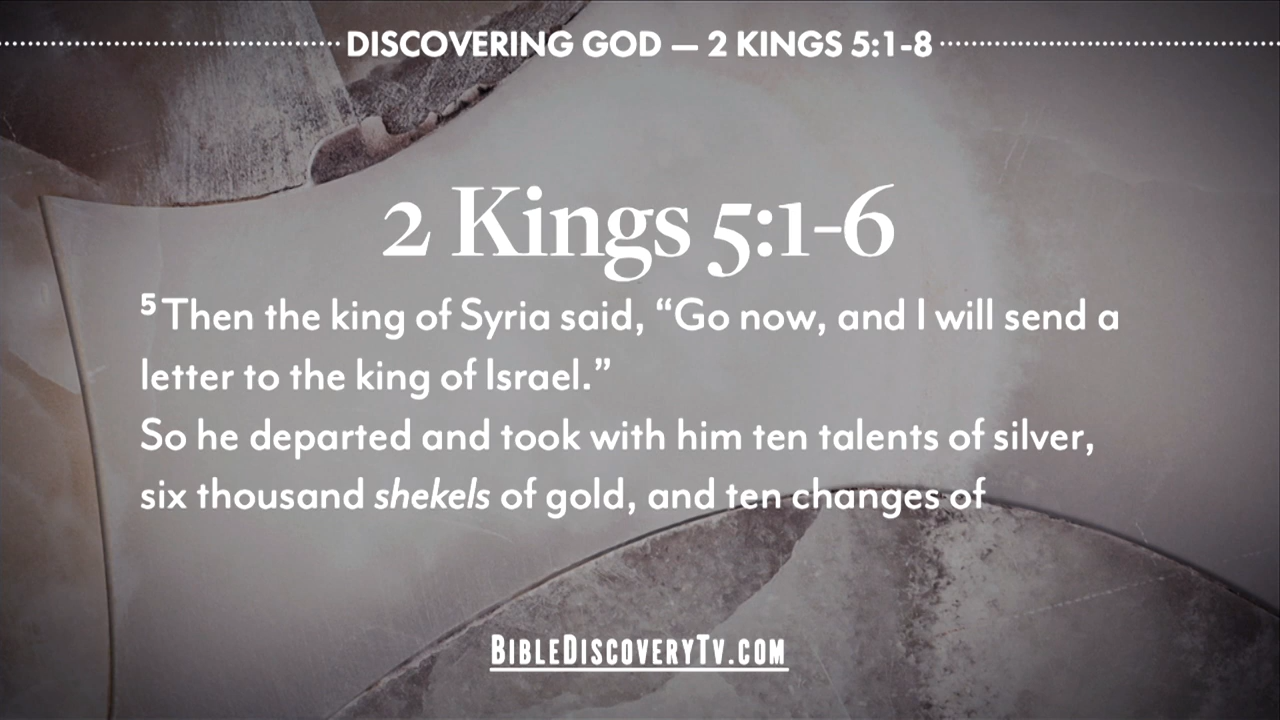 DISCOVERING GOD — 2 KINGS 5:1-8
2 Kings 5:1-6
5 Then the king of Syria said, “Go now, and I will send a
letter to the king of Israel.”
So he departed and took with him ten talents of silver,
six thousand shekels of gold, and ten changes of
BIBLEDISCOVERYTV.COM